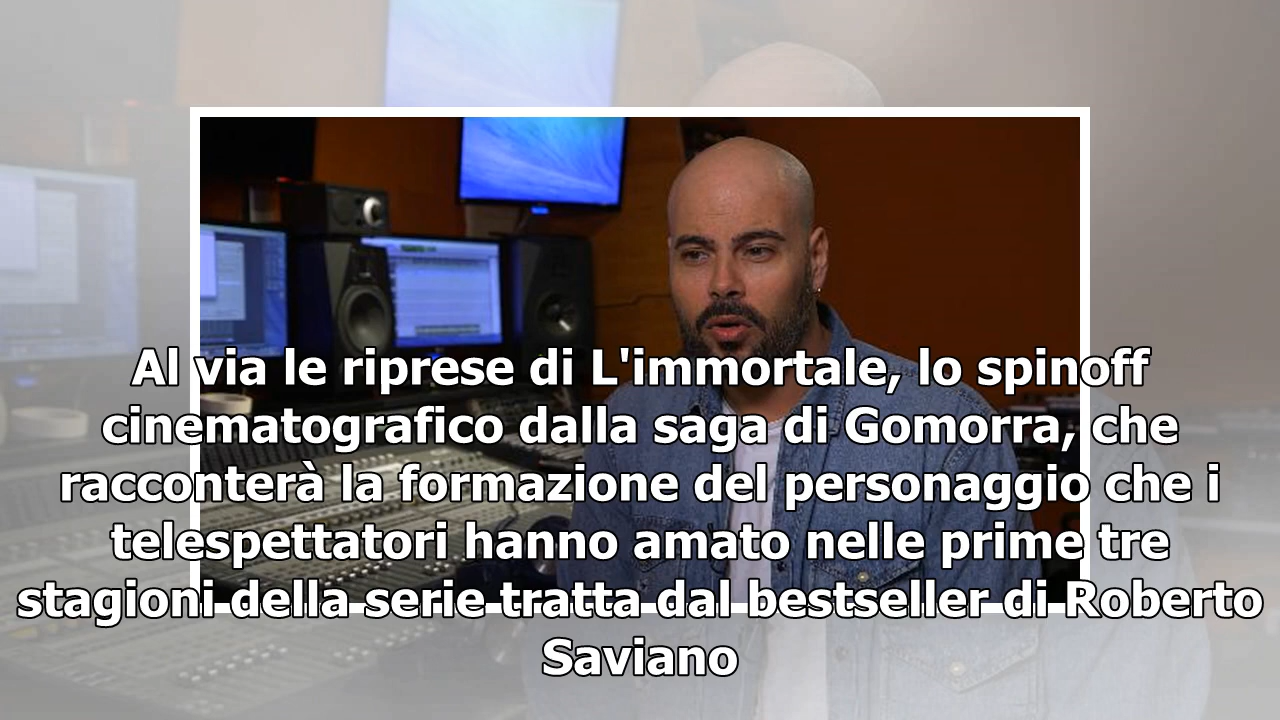 Al via le riprese di L'immortale, lo spinoff
cinematografico dalla saga di Gomorra, che
racconterà la formazione del personaggio che i
telespettatori hanno amato nelle prime tre
stagioni della serie tratta dal bestseller di Roberto
Saviano